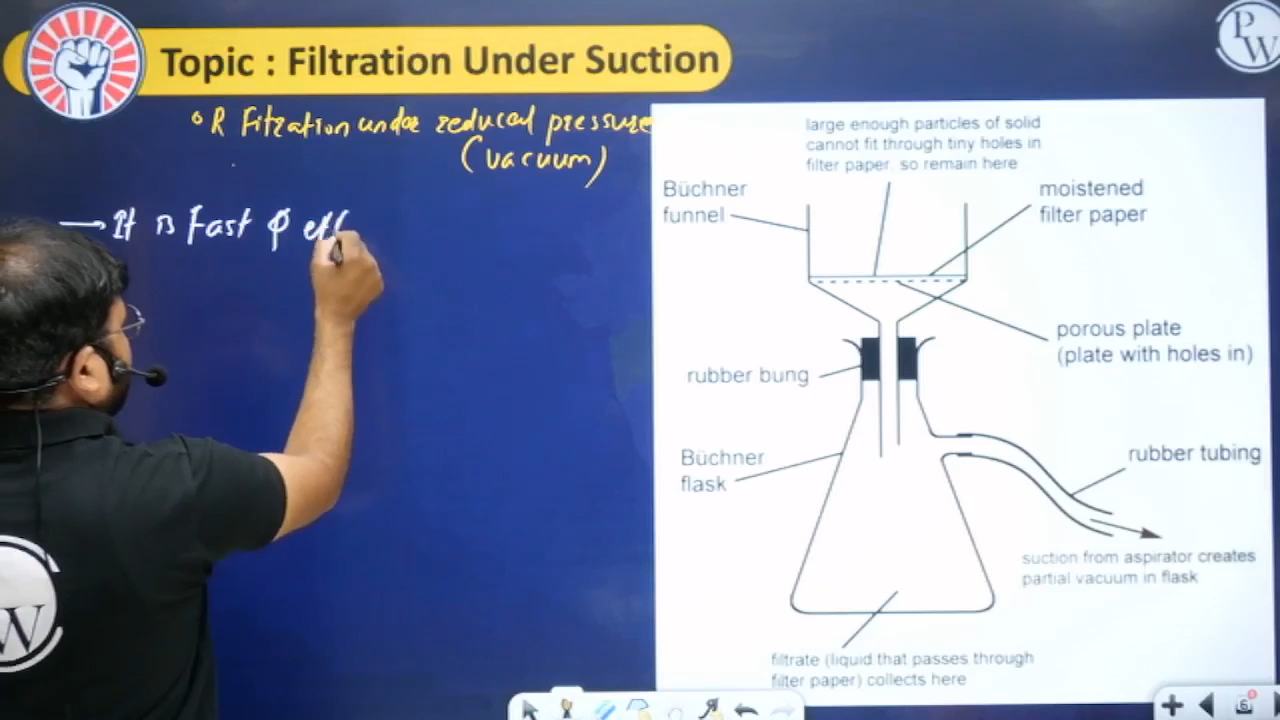 Topic : Filtration Under Suction
PW
OR Filtration under reduced pressure
(vacuum)
→ It is Fast & eff
large enough particles of solid
cannot fit through tiny holes in
filter paper, so remain here
Büchner
funnel
moistened
filter paper
porous plate
(plate with holes in)
rubber bung
Büchner
flask
rubber tubing
suction from aspirator creates
partial vacuum in flask
filtrate (liquid that passes through
filter paper) collects here
W
6